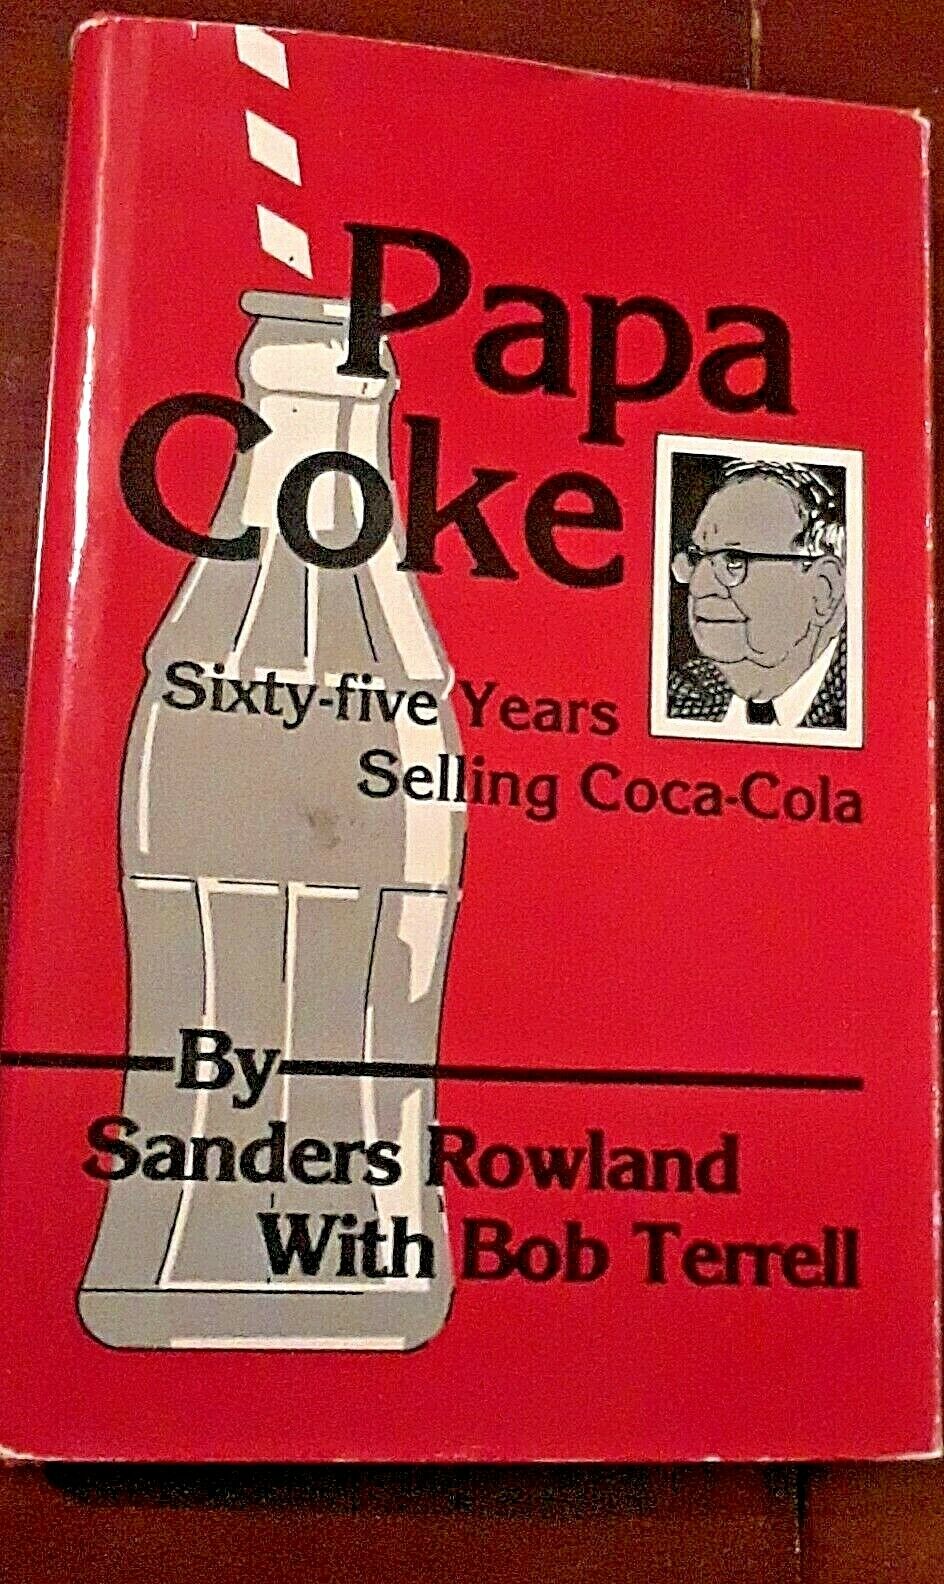 Papa
Coke
Sixty-five Years
Selling Coca-Cola
By
Sanders Rowland
With Bob Terrell